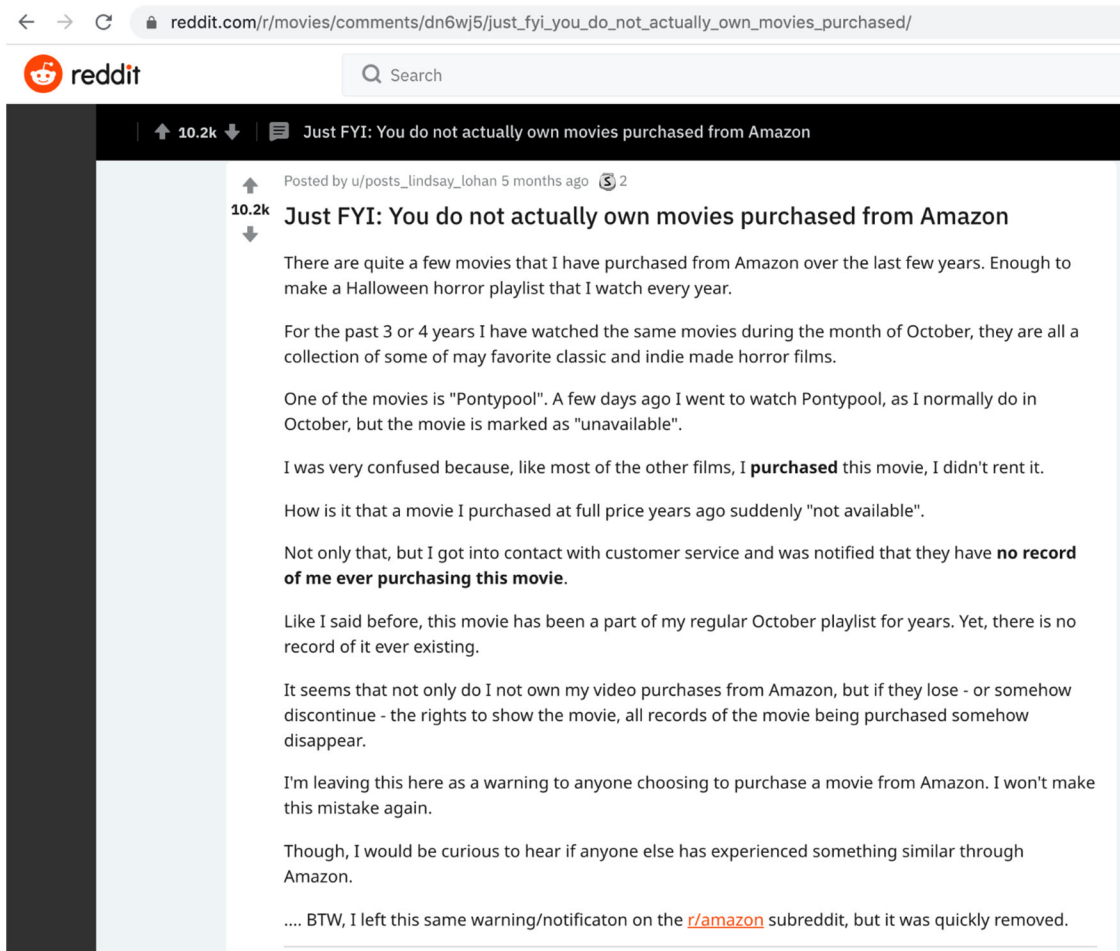 reddit.com/r/movies/comments/dn6wj5/just_fyi_you_do_not_actually_own_movies_purchased/
reddit
Search
10.2k
Just FYI: You do not actually own movies purchased from Amazon
Posted by u/posts_lindsay_lohan 5 months ago S 2
10.2k
Just FYI: You do not actually own movies purchased from Amazon
There are quite a few movies that I have purchased from Amazon over the last few years. Enough to
make a Halloween horror playlist that I watch every year.
For the past 3 or 4 years I have watched the same movies during the month of October, they are all a
collection of some of may favorite classic and indie made horror films.
One of the movies is "Pontypool". A few days ago I went to watch Pontypool, as I normally do in
October, but the movie is marked as "unavailable".
I was very confused because, like most of the other films, I purchased this movie, I didn't rent it.
How is it that a movie I purchased at full price years ago suddenly "not available".
Not only that, but I got into contact with customer service and was notified that they have no record
of me ever purchasing this movie.
Like I said before, this movie has been a part of my regular October playlist for years. Yet, there is no
record of it ever existing.
It seems that not only do I not own my video purchases from Amazon, but if they lose - or somehow
discontinue - the rights to show the movie, all records of the movie being purchased somehow
disappear.
I'm leaving this here as a warning to anyone choosing to purchase a movie from Amazon. I won't make
this mistake again.
Though, I would be curious to hear if anyone else has experienced something similar through
Amazon.
.... BTW, I left this same warning/notificaton on the r/amazon subreddit, but it was quickly removed.